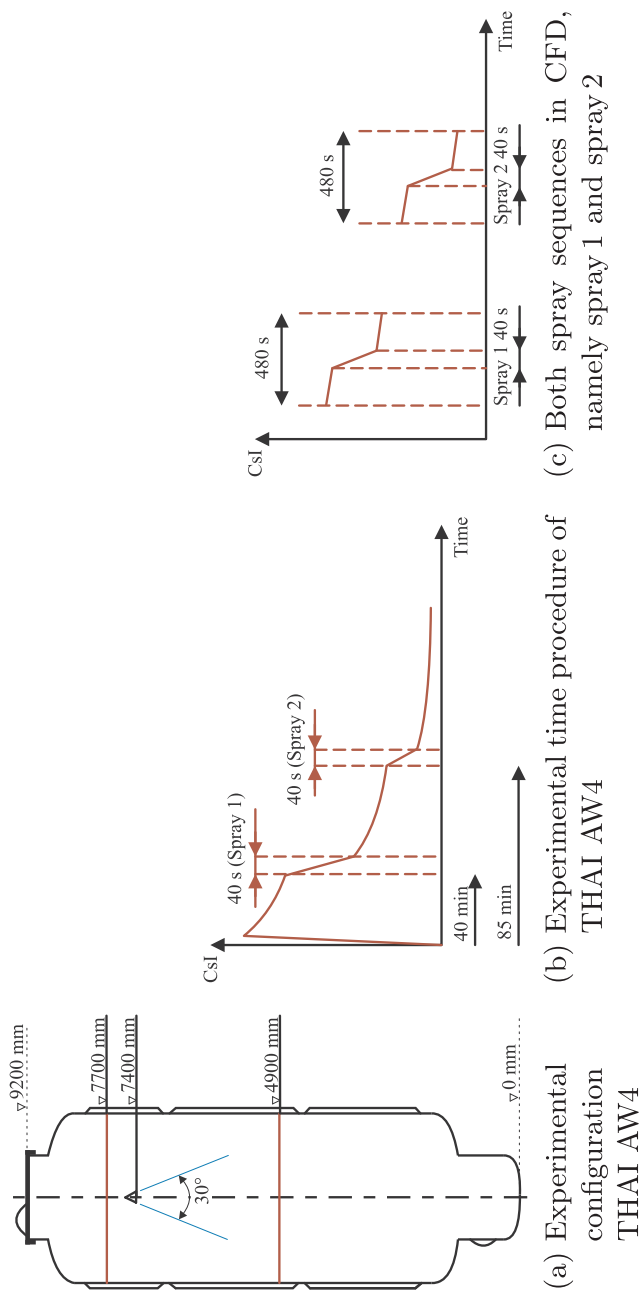 9200 mm
7700 mm
7400 mm
30°
4900 mm
0 mm
(a) Experimental
configuration
THAI AW4
CsI
40 s (Spray 1)
40 s (Spray 2)
Time
40 min
85 min
(b) Experimental time procedure of
THAI AW4
CsI
480 s
480 s
Time
Spray 1 40 s
Spray 2 40 s
(c) Both spray sequences in CFD,
namely spray 1 and spray 2